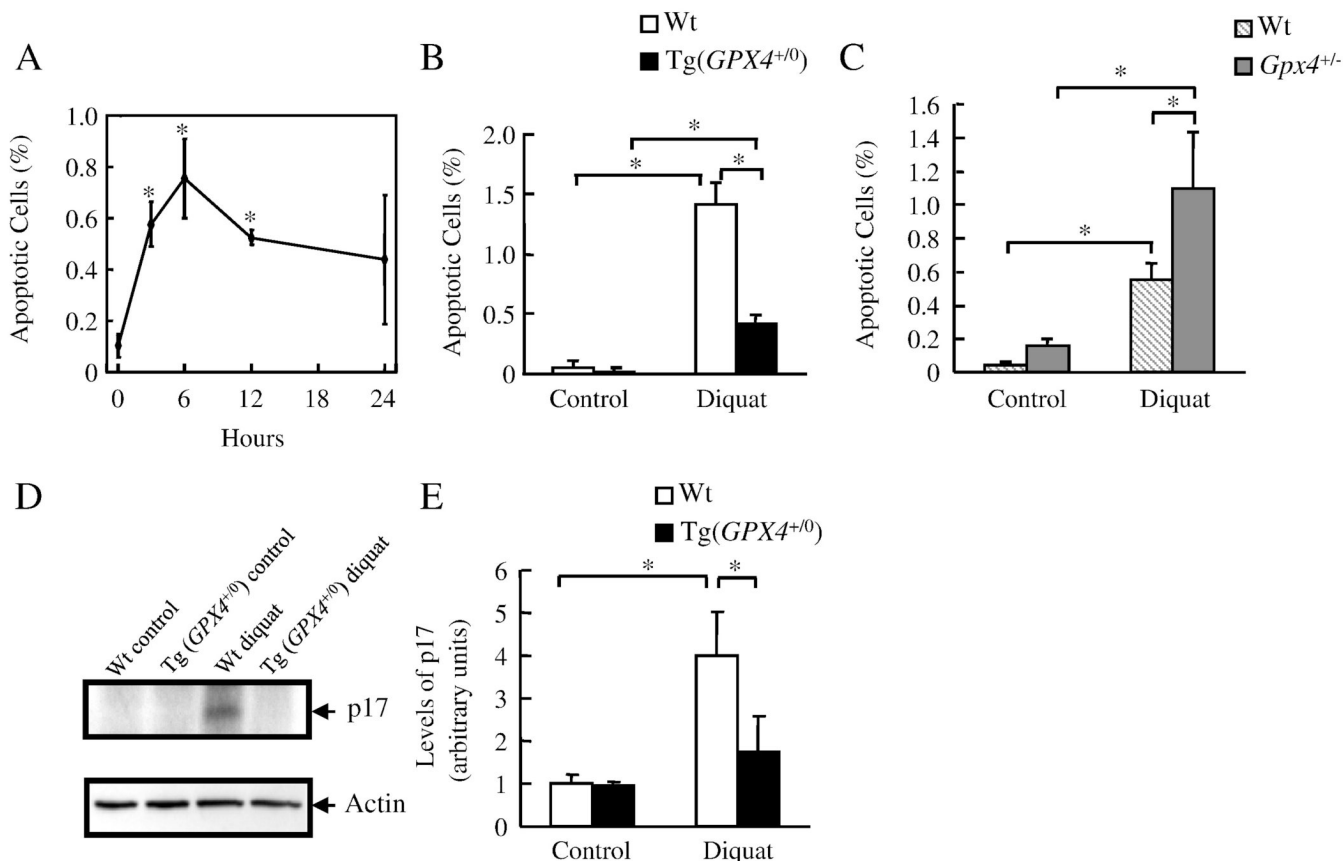 A
Apoptotic Cells (%)
1.0
0.8
0.6
0.4
0.2
0
*
*
*
0 6 12 18 24
Hours
B
Wt
Tg(GPX4+/0)
Apoptotic Cells (%)
2.0
1.5
1.0
0.5
0
*
*
*
Control Diquat
C
Wt
Gpx4+/-
Apoptotic Cells (%)
1.6
1.4
1.2
1.0
0.8
0.6
0.4
0.2
0
*
*
*
Control Diquat
D
Wt control
Tg (GPX4+/0) control
Wt diquat
Tg (GPX4+/0) diquat
p17
Actin
E
Wt
Tg(GPX4+/0)
Levels of p17
(arbitrary units)
6
5
4
3
2
1
0
*
*
Control Diquat